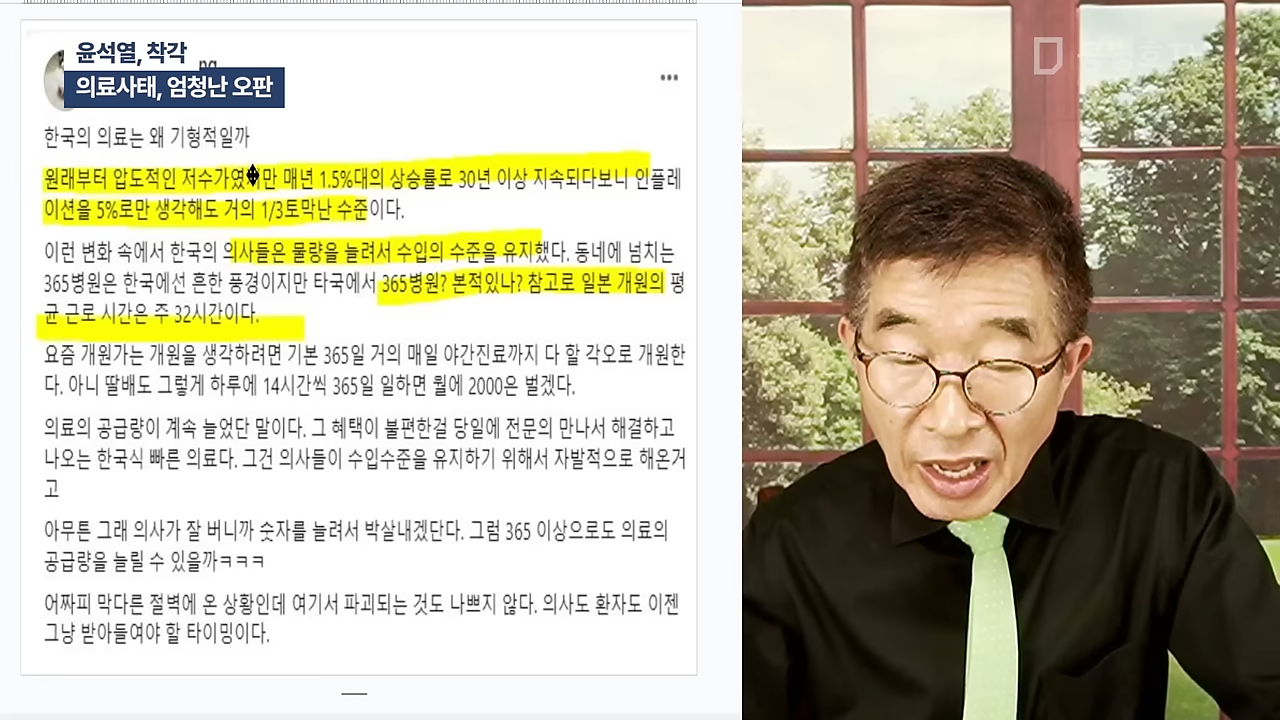 윤석열, 착각
의료사태, 엄청난 오판
한국의 의료는 왜 기형적일까
원래부터 압도적인 저수가였지만 매년 1.5%대의 상승률로 30년 이상 지속되다보니 인플레
이션을 5%로만 생각해도 거의 1/3토막난 수준이다.
이런 변화 속에서 한국의 의사들은 물량을 늘려서 수입의 수준을 유지했다. 동네에 넘치는
365병원은 한국에선 흔한 풍경이지만 타국에서 365병원? 본적있나? 참고로 일본 개원의 평
균 근로 시간은 주 32시간이다.
요즘 개원가는 개원을 생각하려면 기본 365일 거의 매일 야간진료까지 다 할 각오로 개원한
다. 아니 딸배도 그렇게 하루에 14시간씩 365일 일하면 월에 2000은 벌겠다.
의료의 공급량이 계속 늘었단 말이다. 그 혜택이 불편한걸 당일에 전문의 만나서 해결하고
나오는 한국식 빠른 의료다. 그건 의사들이 수입수준을 유지하기 위해서 자발적으로 해온거
고
아무튼 그래 의사가 잘 버니까 숫자를 늘려서 박살내겠단다. 그럼 365 이상으로도 의료의
공급량을 늘릴 수 있을까ㅋㅋㅋ
어짜피 막다른 절벽에 온 상황인데 여기서 파괴되는 것도 나쁘지 않다. 의사도 환자도 이젠
그냥 받아들여야 할 타이밍이다.